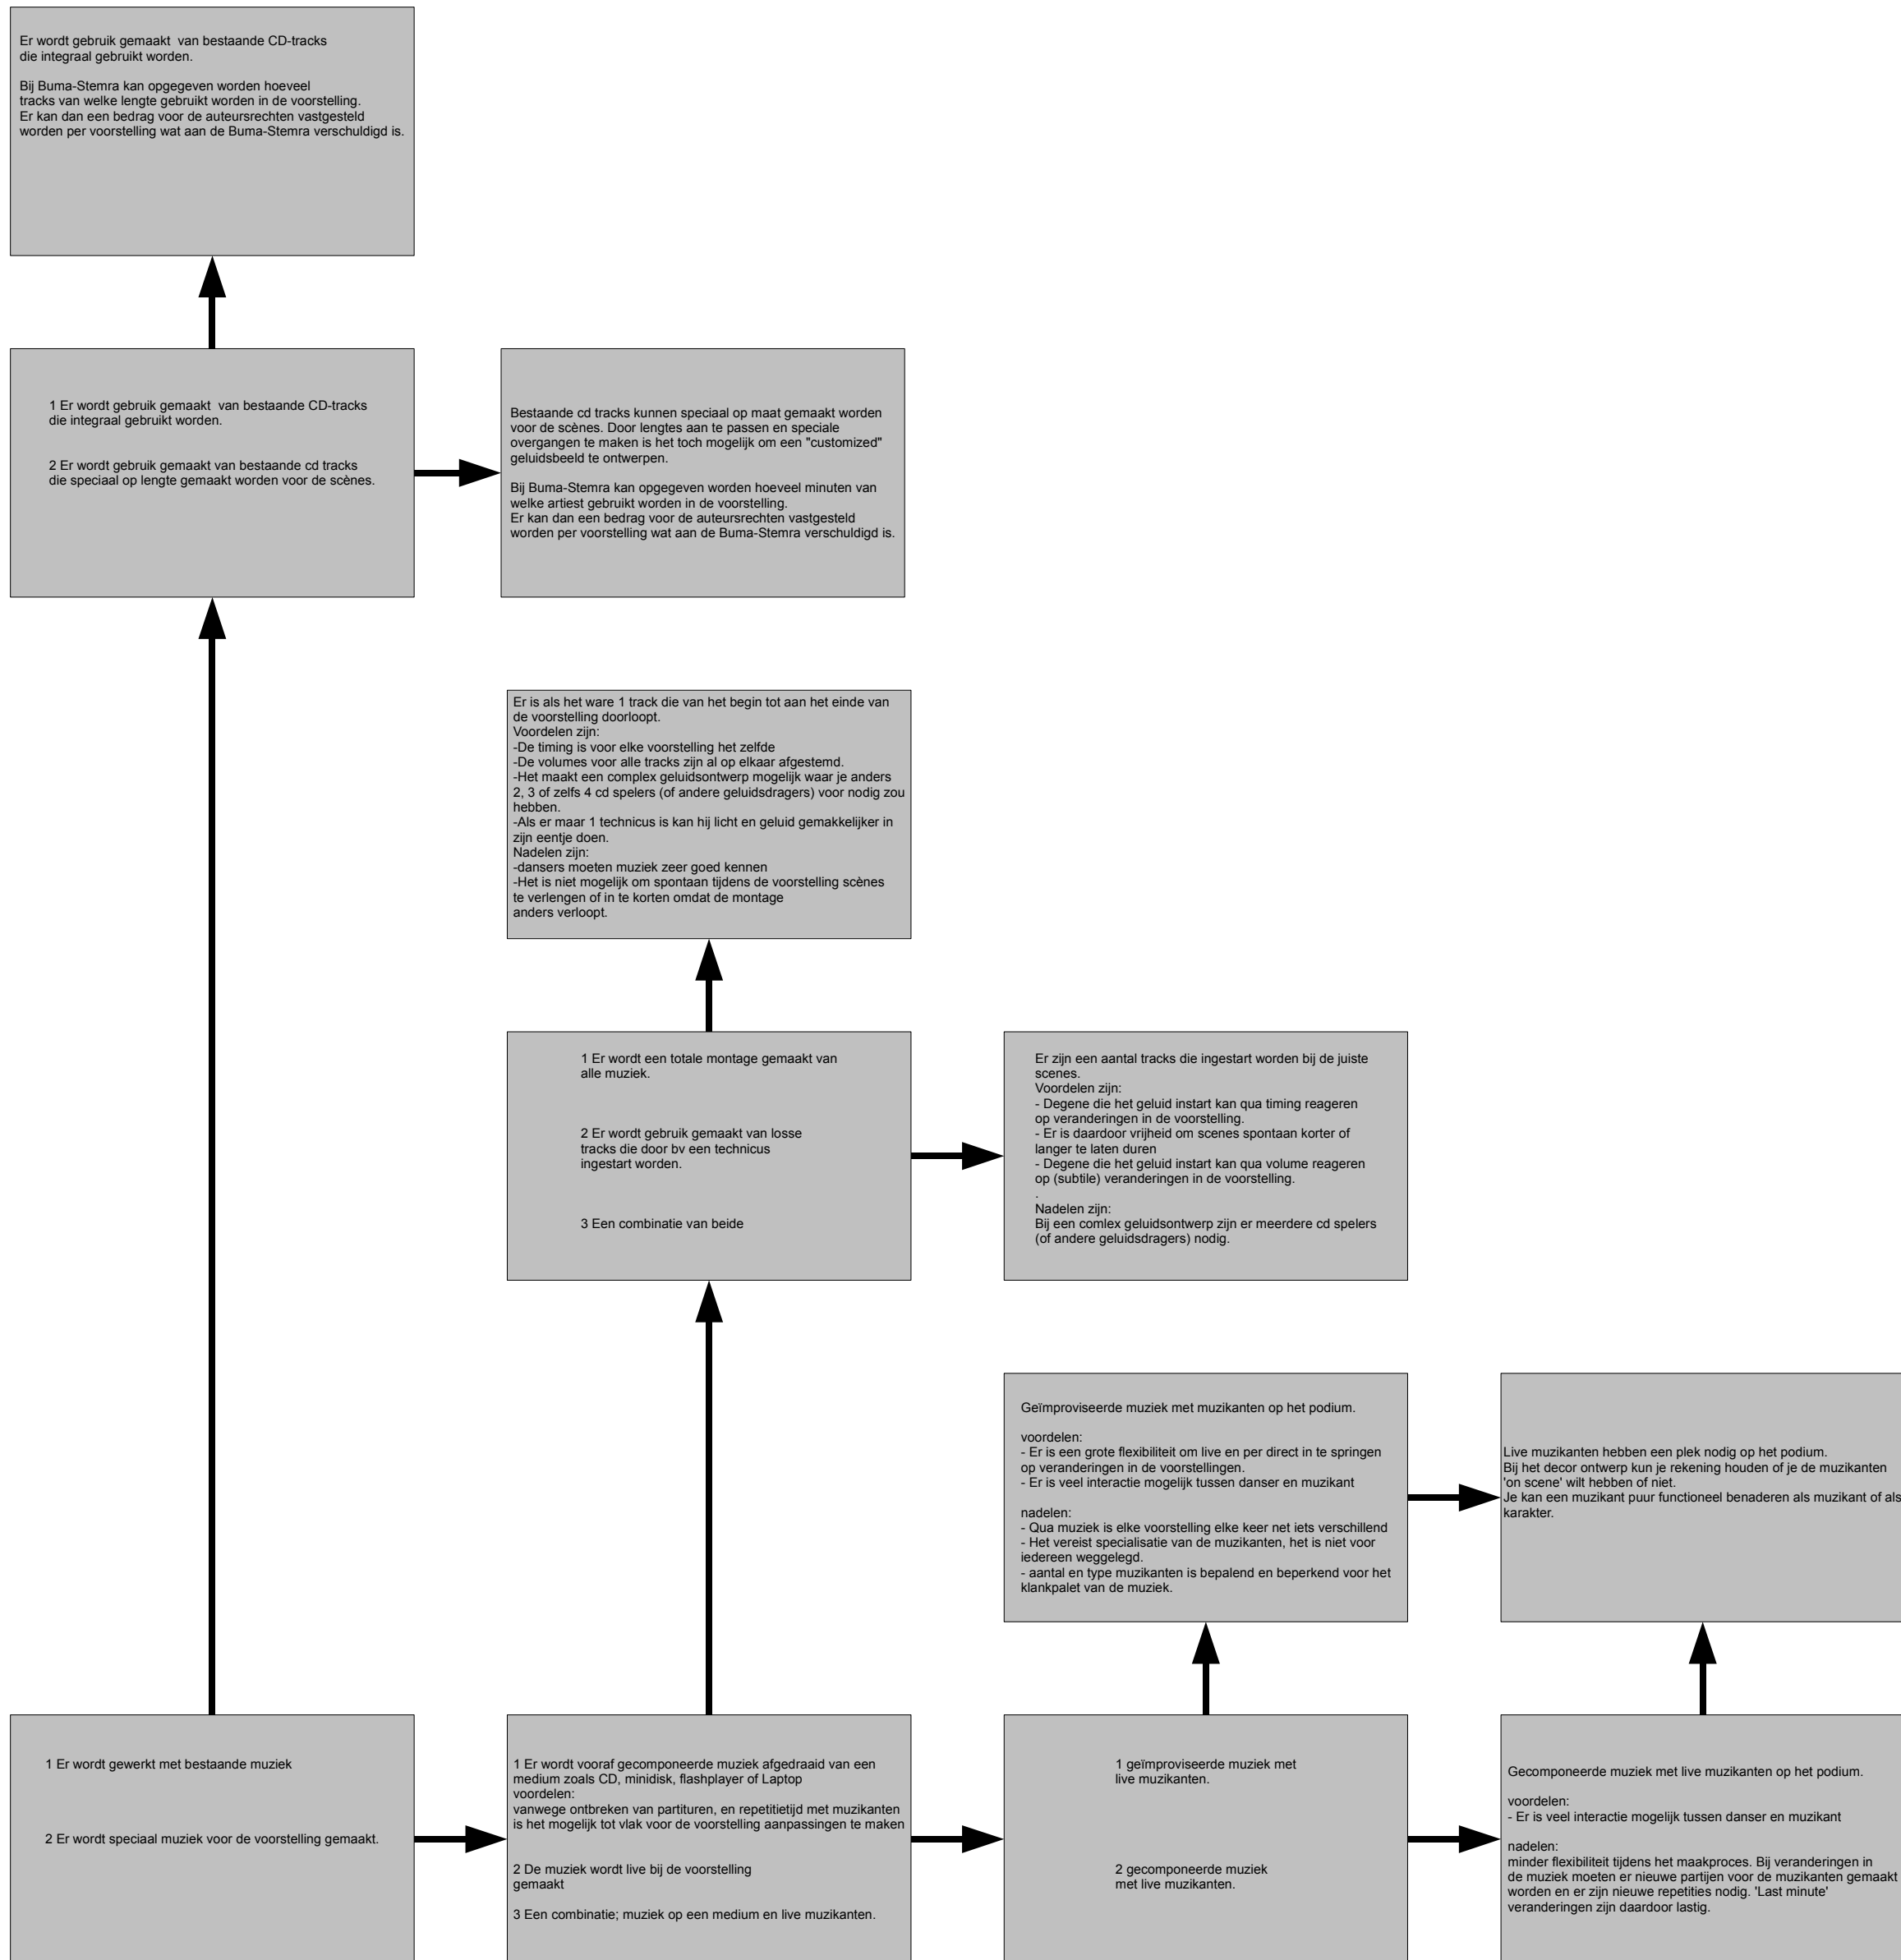 Er wordt gebruik gemaakt  van bestaande CD-tracks
die integraal gebruikt worden.
Bij Buma-Stemra kan opgegeven worden hoeveel
tracks van welke lengte gebruikt worden in de voorstelling.
Er kan dan een bedrag voor de auteursrechten vastgesteld
worden per voorstelling wat aan de Buma-Stemra verschuldigd is.
1 Er wordt gebruik gemaakt  van bestaande CD-tracks
die integraal gebruikt worden.
2 Er wordt gebruik gemaakt van bestaande cd tracks
die speciaal op lengte gemaakt worden voor de scènes.
Bestaande cd tracks kunnen speciaal op maat gemaakt worden
voor de scènes. Door lengtes aan te passen en speciale
overgangen te maken is het toch mogelijk om een "customized"
geluidsbeeld te ontwerpen.
Bij Buma-Stemra kan opgegeven worden hoeveel minuten van
welke artiest gebruikt worden in de voorstelling.
Er kan dan een bedrag voor de auteursrechten vastgesteld
worden per voorstelling wat aan de Buma-Stemra verschuldigd is.
Er is als het ware 1 track die van het begin tot aan het einde van
de voorstelling doorloopt.
Voordelen zijn:
-De timing is voor elke voorstelling het zelfde
-De volumes voor alle tracks zijn al op elkaar afgestemd.
-Het maakt een complex geluidsontwerp mogelijk waar je anders
2, 3 of zelfs 4 cd spelers (of andere geluidsdragers) voor nodig zou
hebben.
-Als er maar 1 technicus is kan hij licht en geluid gemakkelijker in
zijn eentje doen.
Nadelen zijn:
-dansers moeten muziek zeer goed kennen
-Het is niet mogelijk om spontaan tijdens de voorstelling scènes
te verlengen of in te korten omdat de montage
anders verloopt.
1 Er wordt een totale montage gemaakt van
alle muziek.
2 Er wordt gebruik gemaakt van losse
tracks die door bv een technicus
ingestart worden.
3 Een combinatie van beide
Er zijn een aantal tracks die ingestart worden bij de juiste
scenes.
Voordelen zijn:
- Degene die het geluid instart kan qua timing reageren
op veranderingen in de voorstelling.
- Er is daardoor vrijheid om scenes spontaan korter of
langer te laten duren
- Degene die het geluid instart kan qua volume reageren
op (subtile) veranderingen in de voorstelling.
.
Nadelen zijn:
Bij een comlex geluidsontwerp zijn er meerdere cd spelers
(of andere geluidsdragers) nodig.
Geïmproviseerde muziek met muzikanten op het podium.
voordelen:
- Er is een grote flexibiliteit om live en per direct in te springen
op veranderingen in de voorstellingen.
- Er is veel interactie mogelijk tussen danser en muzikant
nadelen:
- Qua muziek is elke voorstelling elke keer net iets verschillend
- Het vereist specialisatie van de muzikanten, het is niet voor
iedereen weggelegd.
- aantal en type muzikanten is bepalend en beperkend voor het
klankpalet van de muziek.
Live muzikanten hebben een plek nodig op het podium.
Bij het decor ontwerp kun je rekening houden of je de muzikanten
'on scene' wilt hebben of niet.
Je kan een muzikant puur functioneel benaderen als muzikant of als
karakter.
1 Er wordt gewerkt met bestaande muziek
2 Er wordt speciaal muziek voor de voorstelling gemaakt.
1 Er wordt vooraf gecomponeerde muziek afgedraaid van een
medium zoals CD, minidisk, flashplayer of Laptop
voordelen:
vanwege ontbreken van partituren, en repetitietijd met muzikanten
is het mogelijk tot vlak voor de voorstelling aanpassingen te maken
2 De muziek wordt live bij de voorstelling
gemaakt
3 Een combinatie; muziek op een medium en live muzikanten.
1 geïmproviseerde muziek met
live muzikanten.
2 gecomponeerde muziek
met live muzikanten.
Gecomponeerde muziek met live muzikanten op het podium.
voordelen:
- Er is veel interactie mogelijk tussen danser en muzikant
nadelen:
minder flexibiliteit tijdens het maakproces. Bij veranderingen in
de muziek moeten er nieuwe partijen voor de muzikanten gemaakt
worden en er zijn nieuwe repetities nodig. 'Last minute'
veranderingen zijn daardoor lastig.